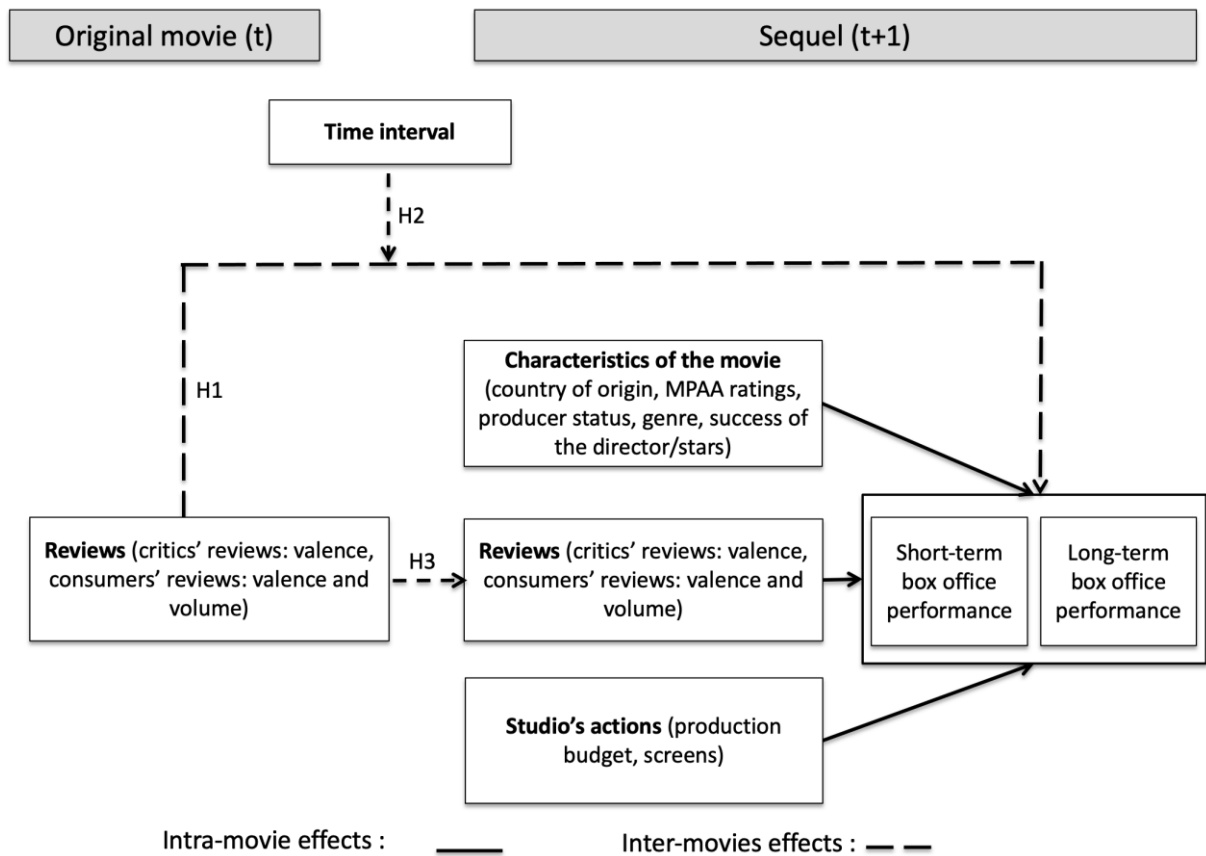 Original movie (t)
Sequel (t+1)
Time interval
H2
H1
Characteristics of the movie
(country of origin, MPAA ratings,
producer status, genre, success of
the director/stars)
Reviews (critics’ reviews: valence,
consumers’ reviews: valence and
volume)
H3
Reviews (critics’ reviews: valence,
consumers’ reviews: valence and
volume)
Short-term
box office
performance
Long-term
box office
performance
Studio’s actions (production
budget, screens)
Intra-movie effects :
Inter-movies effects :